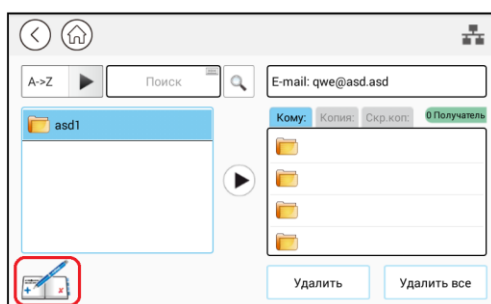 A->Z Поиск E-mail: qwe@asd.asd
Кому: Копия: Скр.коп: 0 Получатель
asd1
Удалить Удалить все